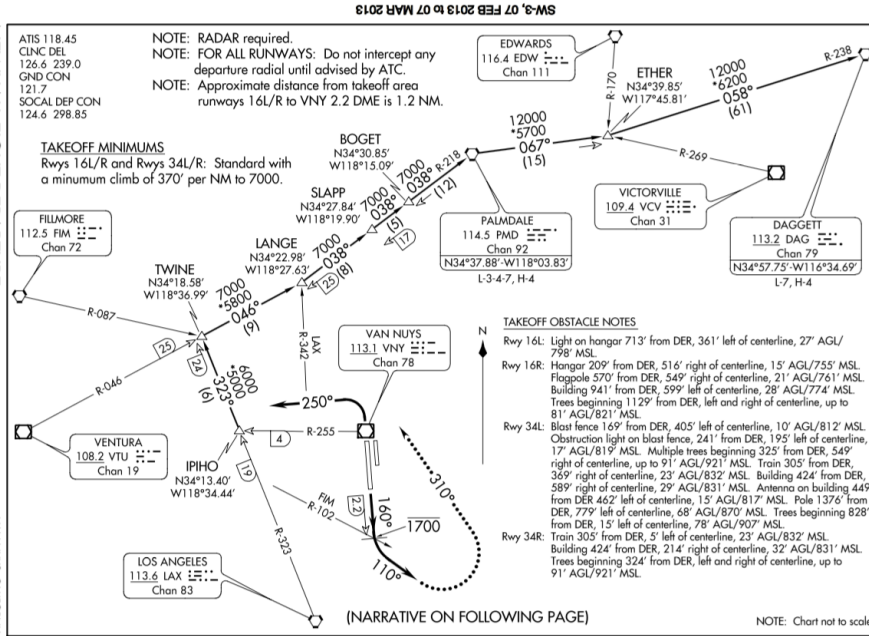 SW-3, 07 FEB 2013 to 07 MAR 2013
ATIS 118.45
CLNC DEL
126.6 239.0
GND CON
121.7
SOCAL DEP CON
124.6 298.85
NOTE: RADAR required.
NOTE: FOR ALL RUNWAYS: Do not intercept any
departure radial until advised by ATC.
NOTE: Approximate distance from takeoff area
runways 16L/R to VNY 2.2 DME is 1.2 NM.
TAKEOFF MINIMUMS
Rwys 16L/R and Rwys 34L/R: Standard with
a minumum climb of 370' per NM to 7000.
EDWARDS
116.4 EDW
Chan 111
R-170
ETHER
N34°39.85'
W117°45.81'
12000
*6200
058°
(61)
R-238
BOGET
N34°30.85'
W118°15.09'
7000
038°
(12)
R-218
12000
*5700
067°
(15)
R-269
VICTORVILLE
109.4 VCV
Chan 31
SLAPP
N34°27.84'
W118°19.90'
7000
038°
(5)
17
PALMDALE
114.5 PMD
Chan 92
N34°37.88'-W118°03.83'
L-3-4-7, H-4
DAGGETT
113.2 DAG
Chan 79
N34°57.75'-W116°34.69'
L-7, H-4
FILLMORE
112.5 FIM
Chan 72
R-087
LANGE
N34°22.98'
W118°27.63'
7000
038°
(8)
25
TWINE
N34°18.58'
W118°36.99'
7000
*5800
046°
(9)
LAX
R-342
25
R-046
24
6000
*5000
323°
(6)
VAN NUYS
113.1 VNY
Chan 78
N
250°
4
R-255
VENTURA
108.2 VTU
Chan 19
IPIHO
N34°13.40'
W118°34.44'
19
R-323
FIM
R-102
2.2
160°
1700
110°
310°
LOS ANGELES
113.6 LAX
Chan 83
TAKEOFF OBSTACLE NOTES
Rwy 16L: Light on hangar 713' from DER, 361' left of centerline, 27' AGL/
798' MSL.
Rwy 16R: Hangar 209' from DER, 516' right of centerline, 15' AGL/755' MSL.
Flagpole 570' from DER, 549' right of centerline, 21' AGL/761' MSL.
Building 941' from DER, 599' left of centerline, 28' AGL/774' MSL.
Trees beginning 1129' from DER, left and right of centerline, up to
81' AGL/821' MSL.
Rwy 34L: Blast fence 169' from DER, 405' left of centerline, 10' AGL/812' MSL.
Obstruction light on blast fence, 241' from DER, 195' left of centerline,
17' AGL/819' MSL. Multiple trees beginning 325' from DER, 549'
right of centerline, up to 91' AGL/921' MSL. Train 305' from DER,
369' right of centerline, 23' AGL/832' MSL. Building 424' from DER,
589' right of centerline, 29' AGL/831' MSL. Antenna on building 449'
from DER 462' left of centerline, 15' AGL/817' MSL. Pole 1376' from
DER, 779' left of centerline, 68' AGL/870' MSL. Trees beginning 828'
from DER, 15' left of centerline, 78' AGL/907' MSL.
Rwy 34R: Train 305' from DER, 5' left of centerline, 23' AGL/832' MSL.
Building 424' from DER, 214' right of centerline, 32' AGL/831' MSL.
Trees beginning 324' from DER, left and right of centerline, up to
91' AGL/921' MSL.
(NARRATIVE ON FOLLOWING PAGE)
NOTE: Chart not to scale